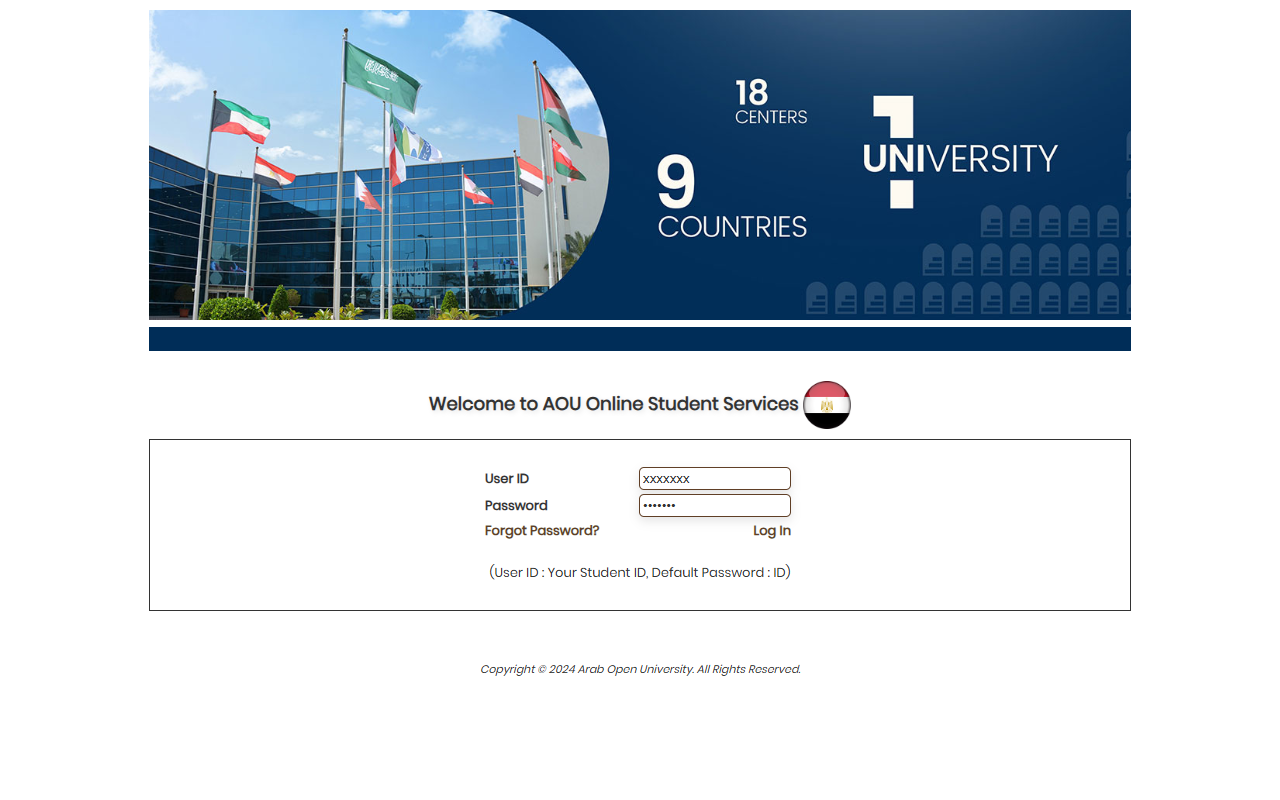 18
CENTERS
9
COUNTRIES
1
UNIVERSITY
Welcome to AOU Online Student Services
User ID
xxxxxxx
Password
•••••••
Forgot Password?
Log In
(User ID : Your Student ID, Default Password : ID)
Copyright © 2024 Arab Open University. All Rights Reserved.